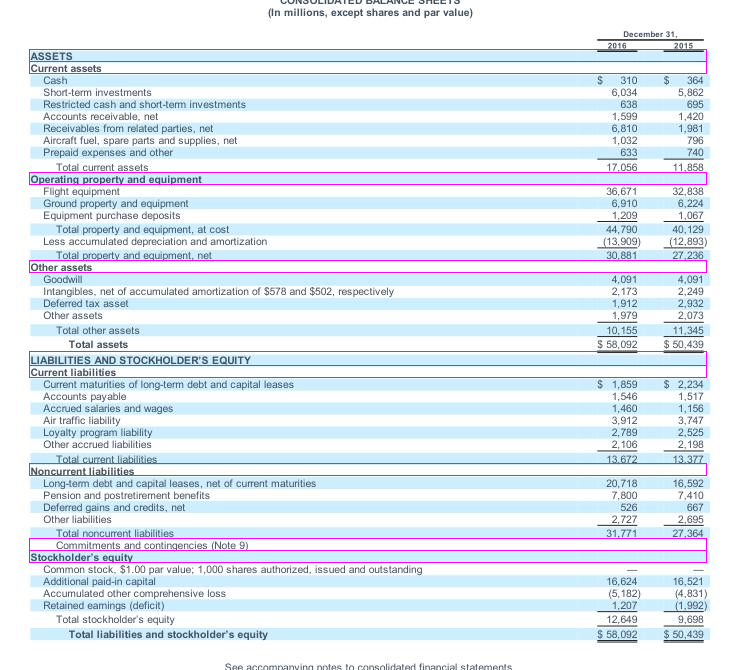 CONSOLIDATED BALANCE SHEETS
(In millions, except shares and par value)
December 31,
2016 2015
ASSETS
Current assets
Cash $ 310 $ 364
Short-term investments 6,034 5,862
Restricted cash and short-term investments 638 695
Accounts receivable, net 1,599 1,420
Receivables from related parties, net 6,810 1,981
Aircraft fuel, spare parts and supplies, net 1,032 796
Prepaid expenses and other 633 740
Total current assets 17,056 11,858
Operating property and equipment
Flight equipment 36,671 32,838
Ground property and equipment 6,910 6,224
Equipment purchase deposits 1,209 1,067
Total property and equipment, at cost 44,790 40,129
Less accumulated depreciation and amortization (13,909) (12,893)
Total property and equipment, net 30,881 27,236
Other assets
Goodwill 4,091 4,091
Intangibles, net of accumulated amortization of $578 and $502, respectively 2,173 2,249
Deferred tax asset 1,912 2,932
Other assets 1,979 2,073
Total other assets 10,155 11,345
Total assets $ 58,092 $ 50,439
LIABILITIES AND STOCKHOLDER'S EQUITY
Current liabilities
Current maturities of long-term debt and capital leases $ 1,859 $ 2,234
Accounts payable 1,546 1,517
Accrued salaries and wages 1,460 1,156
Air traffic liability 3,912 3,747
Loyalty program liability 2,789 2,525
Other accrued liabilities 2,106 2,198
Total current liabilities 13,672 13,377
Noncurrent liabilities
Long-term debt and capital leases, net of current maturities 20,718 16,592
Pension and postretirement benefits 7,800 7,410
Deferred gains and credits, net 526 667
Other liabilities 2,727 2,695
Total noncurrent liabilities 31,771 27,364
Commitments and contingencies (Note 9)
Stockholder's equity
Common stock, $1.00 par value; 1,000 shares authorized, issued and outstanding — —
Additional paid-in capital 16,624 16,521
Accumulated other comprehensive loss (5,182) (4,831)
Retained earnings (deficit) 1,207 (1,992)
Total stockholder's equity 12,649 9,698
Total liabilities and stockholder's equity $ 58,092 $ 50,439
See accompanying notes to consolidated financial statements